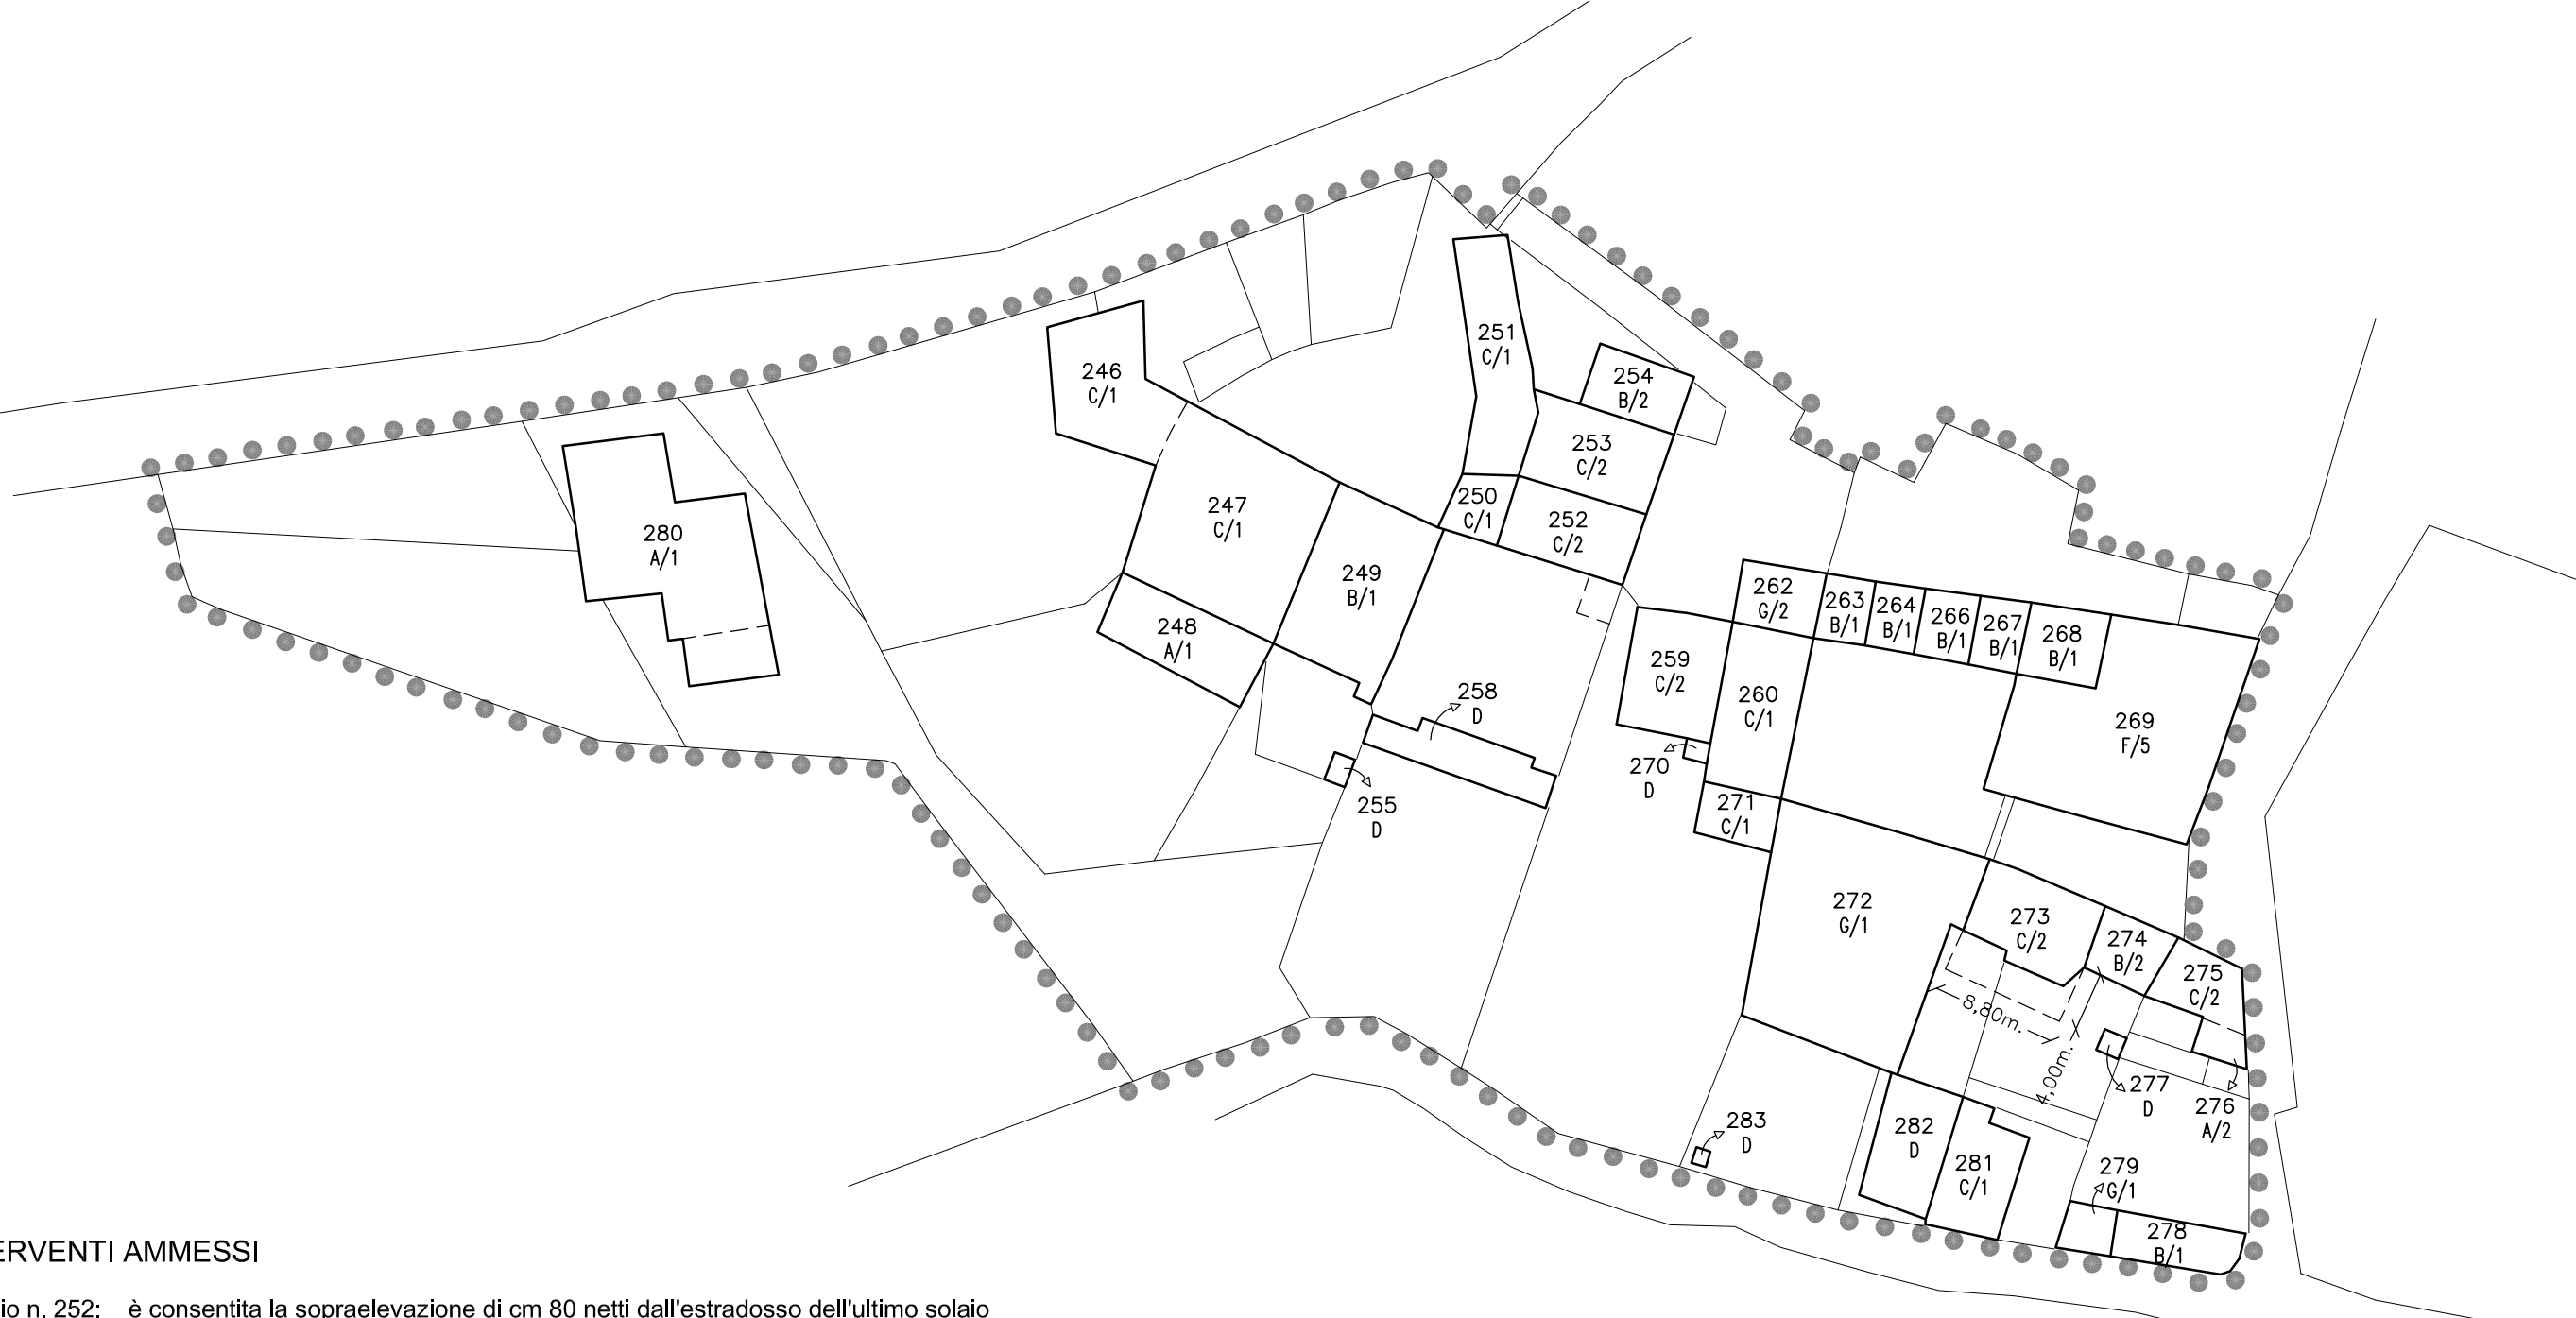 251
C/1
246
C/1
254
B/2
253
C/2
250
C/1
252
C/2
247
C/1
280
A/1
249
B/1
248
A/1
262
G/2
263
B/1
264
B/1
266
B/1
267
B/1
268
B/1
259
C/2
260
C/1
258
D
269
F/5
270
D
255
D
271
C/1
272
G/1
273
C/2
274
B/2
275
C/2
8,80m.
4,00m.
277
D
276
A/2
283
D
282
D
281
C/1
279
G/1
278
B/1
ERVENTI AMMESSI
io n. 252: è consentita la sopraelevazione di cm 80 netti dall'estradosso dell'ultimo solaio